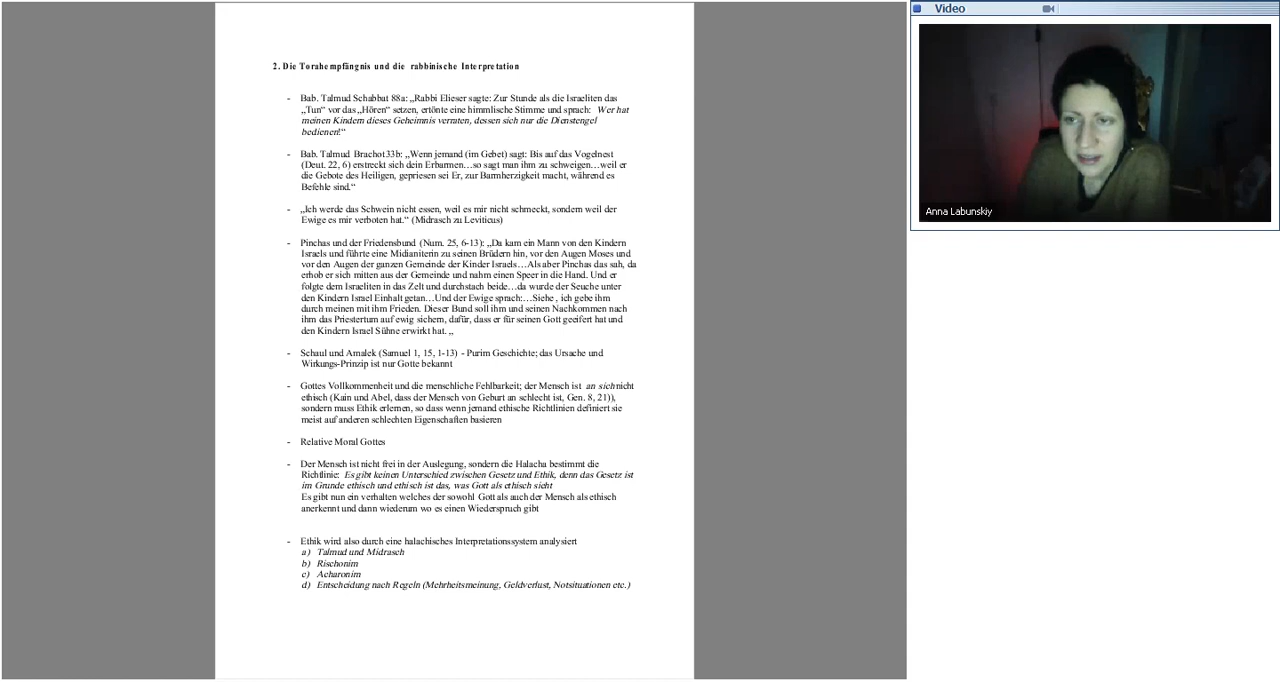 2. Die Torahempfängnis und die rabbinische Interpretation
- Bab. Talmud Schabbat 88a: „Rabbi Elieser sagte: Zur Stunde als die Israeliten das
„Tun“ vor das „Hören“ setzen, ertönte eine himmlische Stimme und sprach: Wer hat
meinen Kindern dieses Geheimnis verraten, dessen sich nur die Dienstengel
bedienen!“
- Bab. Talmud Brachot33b: „Wenn jemand (im Gebet) sagt: Bis auf das Vogelnest
(Deut. 22, 6) erstreckt sich dein Erbarmen…so sagt man ihm zu schweigen…weil er
die Gebote des Heiligen, gepriesen sei Er, zur Barmherzigkeit macht, während es
Befehle sind.“
- „Ich werde das Schwein nicht essen, weil es mir nicht schmeckt, sondern weil der
Ewige es mir verboten hat.“ (Midrasch zu Leviticus)
- Pinchas und der Friedensbund (Num. 25, 6-13): „Da kam ein Mann von den Kindern
Israels und führte eine Midianiterin zu seinen Brüdern hin, vor den Augen Moses und
vor den Augen der ganzen Gemeinde der Kinder Israels…Als aber Pinchas das sah, da
erhob er sich mitten aus der Gemeinde und nahm einen Speer in die Hand. Und er
folgte dem Israeliten in das Zelt und durchstach beide…da wurde der Seuche unter
den Kindern Israel Einhalt getan…Und der Ewige sprach:…Siehe , ich gebe ihm
durch meinen mit ihm Frieden. Dieser Bund soll ihm und seinen Nachkommen nach
ihm das Priestertum auf ewig sichern, dafür, dass er für seinen Gott geeifert hat und
den Kindern Israel Sühne erwirkt hat. „
- Schaul und Amalek (Samuel 1, 15, 1-13) - Purim Geschichte; das Ursache und
Wirkungs-Prinzip ist nur Gotte bekannt
- Gottes Vollkommenheit und die menschliche Fehlbarkeit; der Mensch ist an sich nicht
ethisch (Kain und Abel, dass der Mensch von Geburt an schlecht ist, Gen. 8, 21)),
sondern muss Ethik erlernen, so dass wenn jemand ethische Richtlinien definiert sie
meist auf anderen schlechten Eigenschaften basieren
- Relative Moral Gottes
- Der Mensch ist nicht frei in der Auslegung, sondern die Halacha bestimmt die
Richtlinie: Es gibt keinen Unterschied zwischen Gesetz und Ethik, denn das Gesetz ist
im Grunde ethisch und ethisch ist das, was Gott als ethisch sieht
Es gibt nun ein verhalten welches der sowohl Gott als auch der Mensch als ethisch
anerkennt und dann wiederum wo es einen Wiederspruch gibt
- Ethik wird also durch eine halachisches Interpretationssystem analysiert
a) Talmud und Midrasch
b) Rischonim
c) Acharonim
d) Entscheidung nach Regeln (Mehrheitsmeinung, Geldverlust, Notsituationen etc.)
Video
Anna Labunskiy